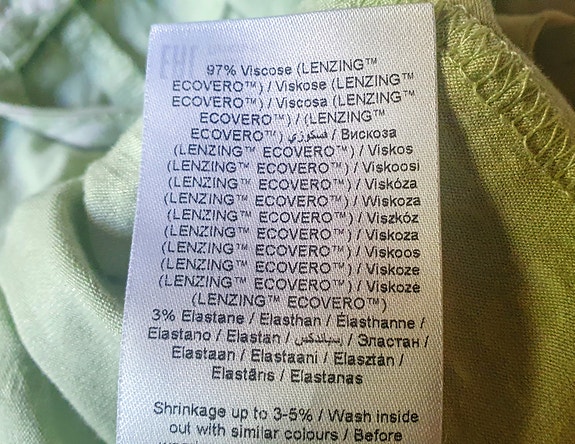 97% Viscose (LENZING™
ECOVERO™) / Viskose (LENZING™
ECOVERO™) / Viscosa (LENZING™
ECOVERO™) / (LENZING™
ECOVERO™) فسكوزي / Вискоза
(LENZING™ ECOVERO™) / Viskos
(LENZING™ ECOVERO™) / Viskoosi
(LENZING™ ECOVERO™) / Viskóza
(LENZING™ ECOVERO™) / Wiskoza
(LENZING™ ECOVERO™) / Viszkóz
(LENZING™ ECOVERO™) / Viskoza
(LENZING™ ECOVERO™) / Viskoos
(LENZING™ ECOVERO™) / Viskoze
(LENZING™ ECOVERO™) / Viskozė
(LENZING™ ECOVERO™)
3% Elastane / Elasthan / Élasthanne /
Elastano / Elastan / / Эластан /
Elastaan / Elastaani / Elasztán /
Elastāns / Elastanas
Shrinkage up to 3-5% / Wash inside
out with similar colours / Before